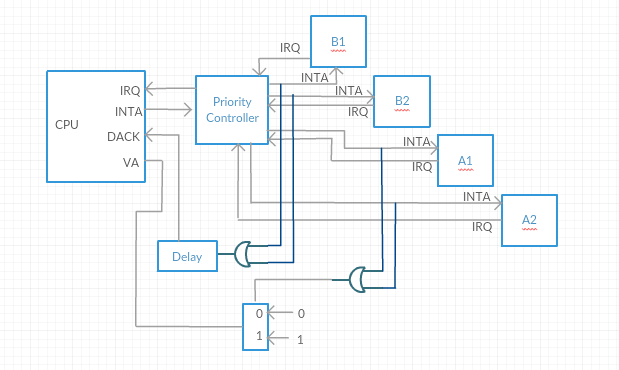 B1
IRQ
INTA
CPU
IRQ
INTA
DACK
VA
Priority
Controller
INTA
IRQ
B2
INTA
IRQ
A1
INTA
IRQ
A2
Delay
0
1
0
1